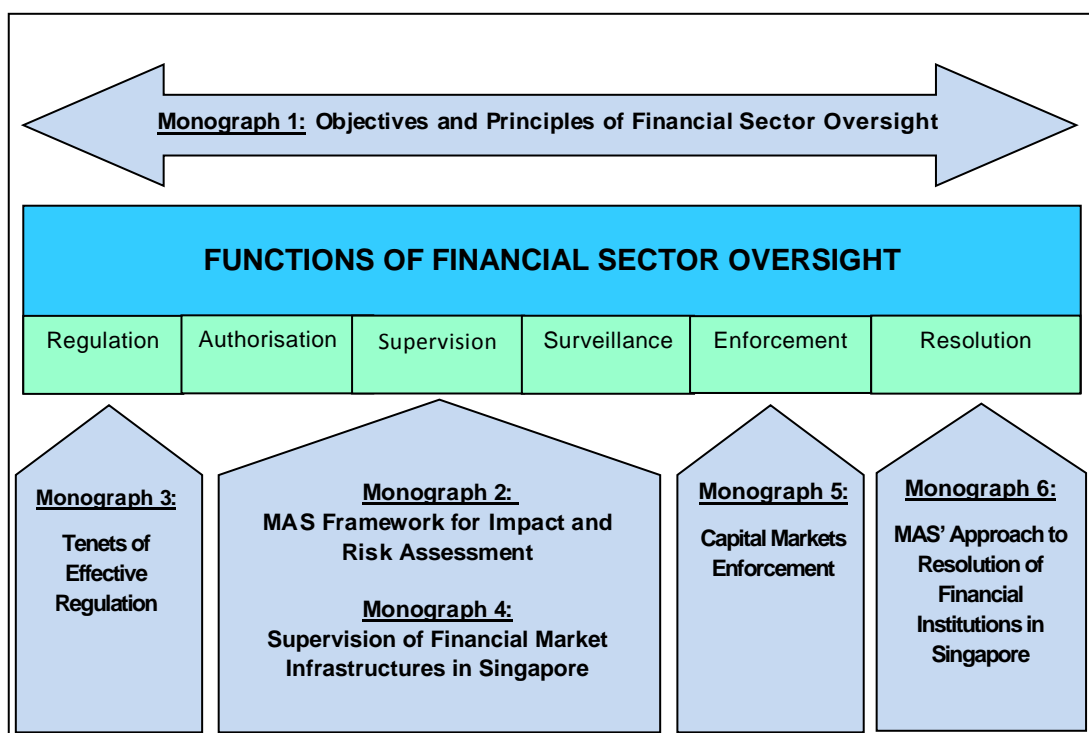 Monograph 1: Objectives and Principles of Financial Sector Oversight
FUNCTIONS OF FINANCIAL SECTOR OVERSIGHT
Regulation
Authorisation
Supervision
Surveillance
Enforcement
Resolution
Monograph 3:
Tenets of
Effective
Regulation
Monograph 2:
MAS Framework for Impact and
Risk Assessment
Monograph 4:
Supervision of Financial Market
Infrastructures in Singapore
Monograph 5:
Capital Markets
Enforcement
Monograph 6:
MAS’ Approach to
Resolution of
Financial
Institutions in
Singapore